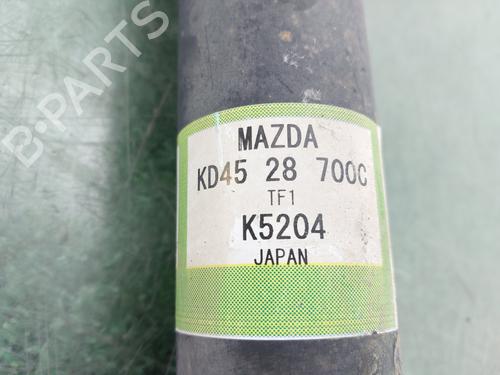 B-PARTS
MAZDA
KD45 28 700C
TF1
K5204
JAPAN